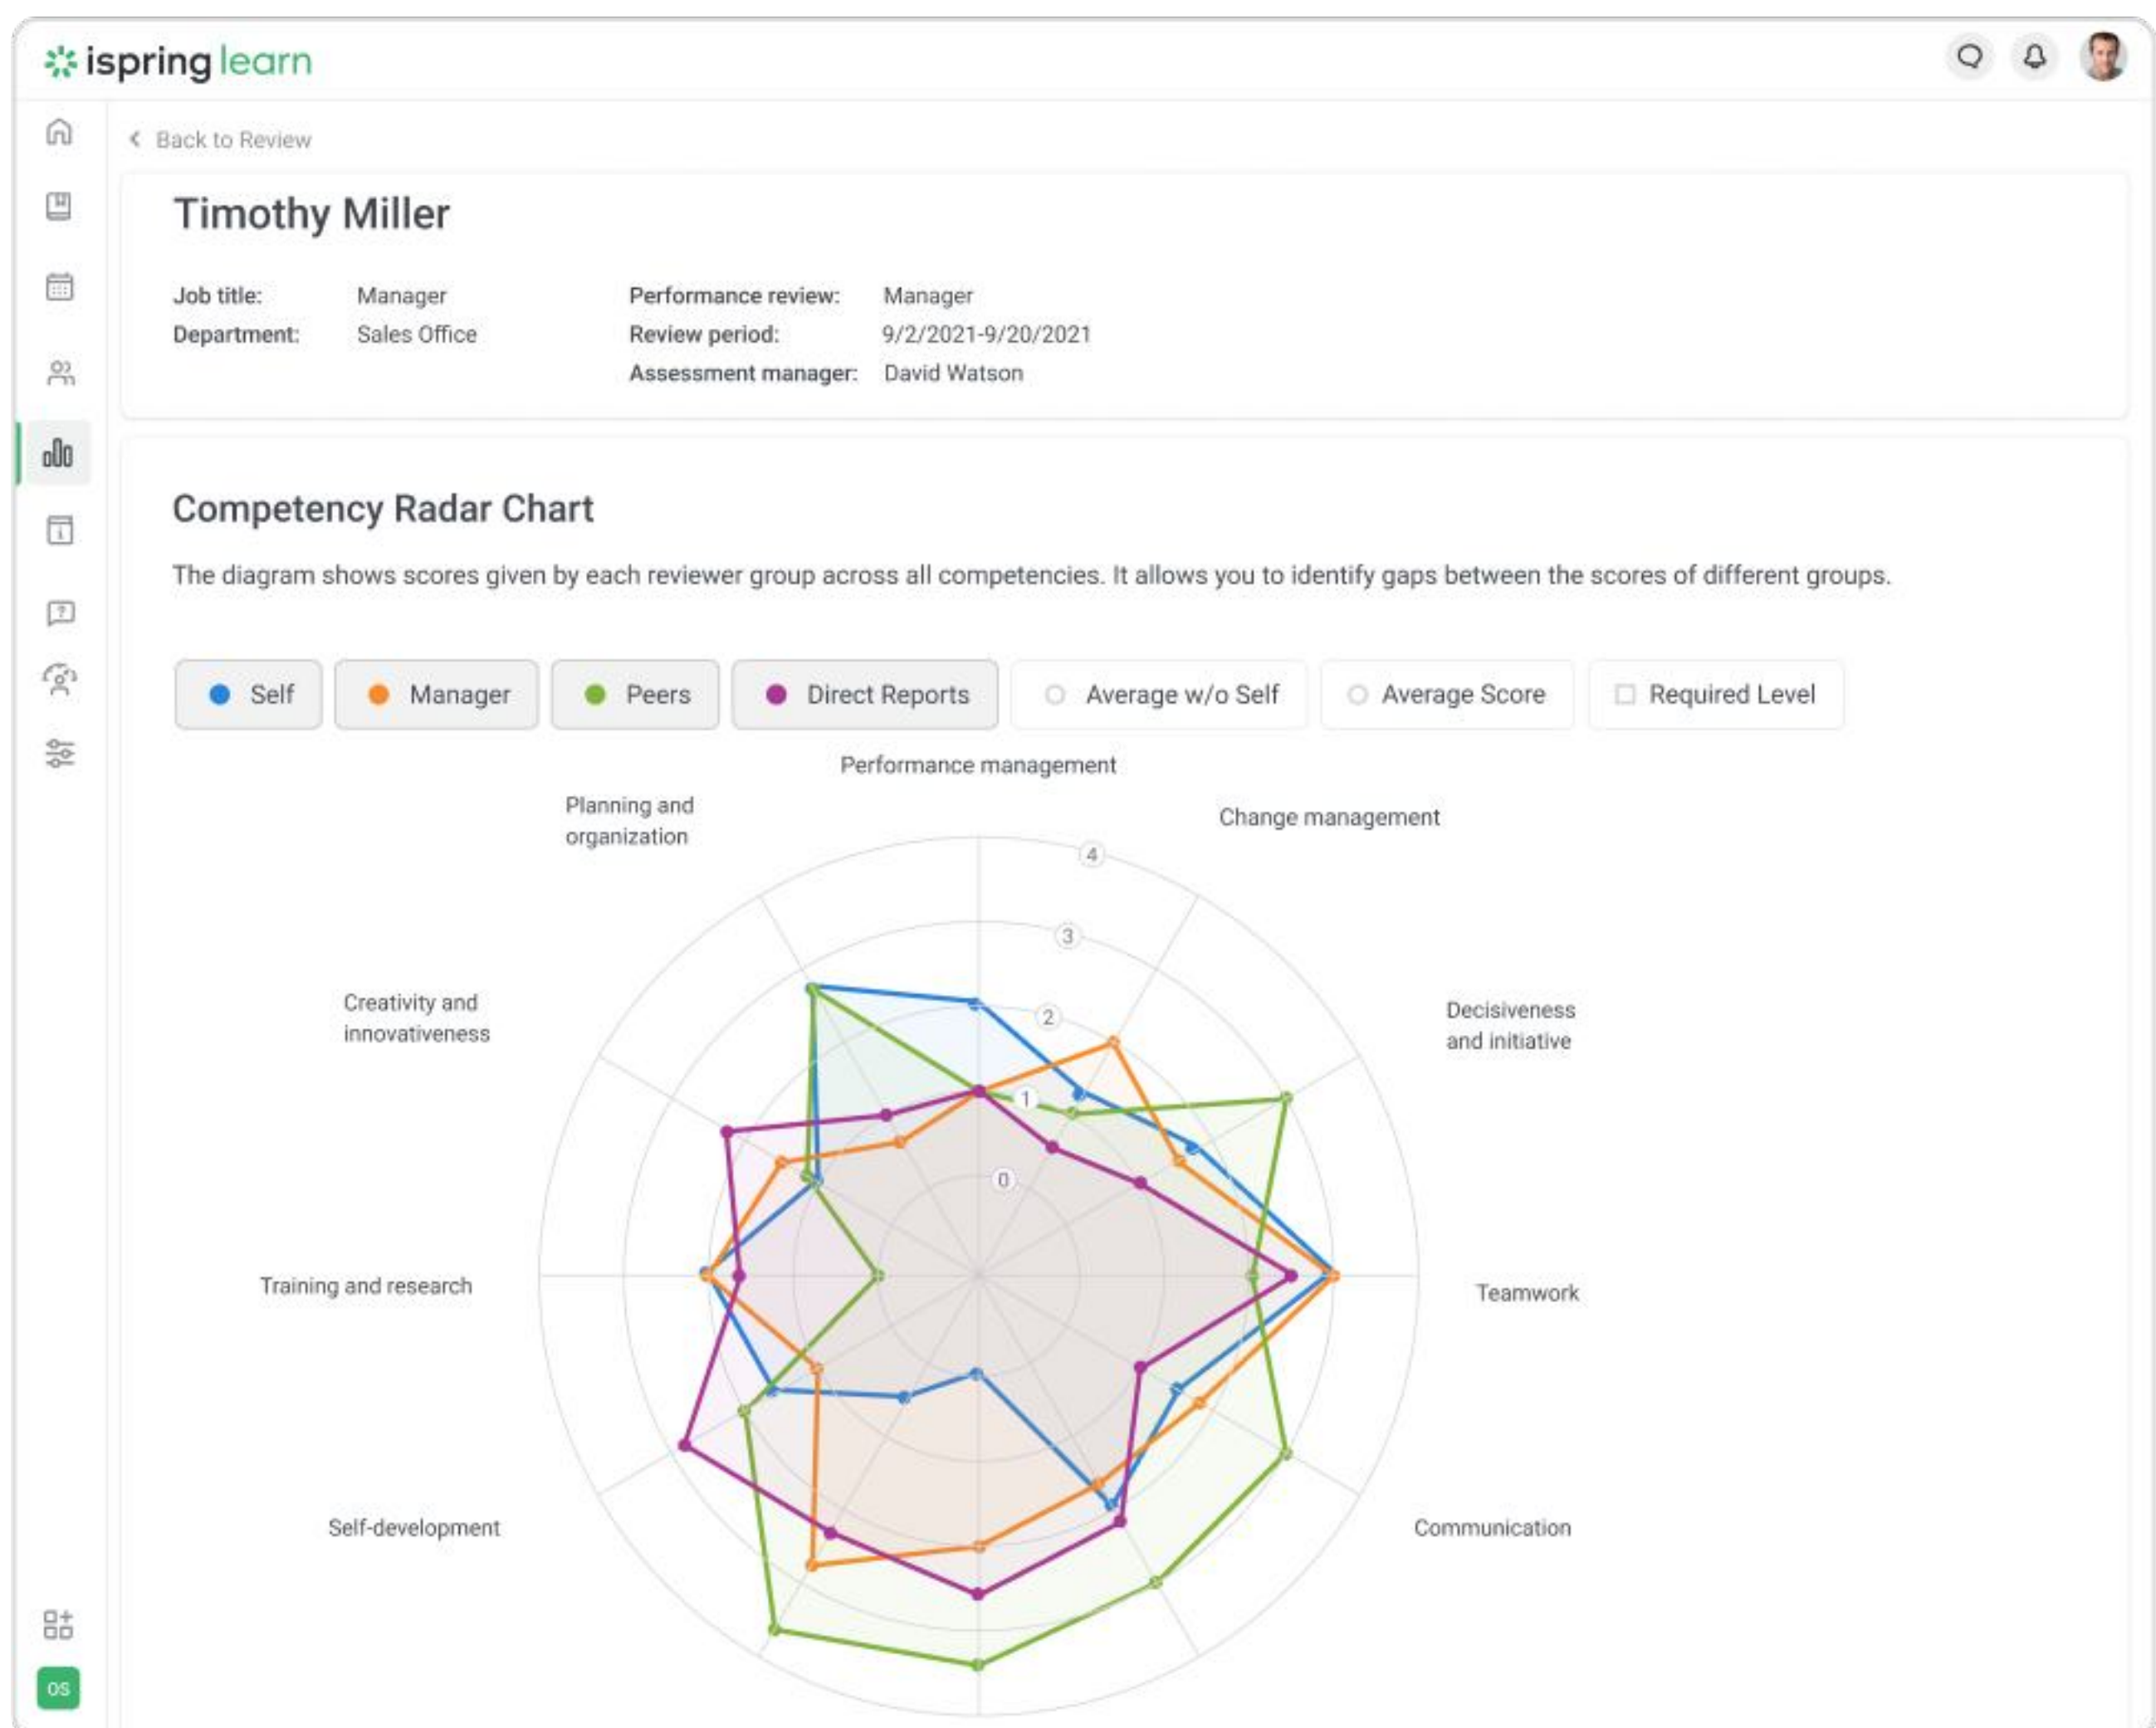 ispring learn
Back to Review
Timothy Miller
Job title: Manager Performance review: Manager
Department: Sales Office Review period: 9/2/2021-9/20/2021
Assessment manager: David Watson
Competency Radar Chart
The diagram shows scores given by each reviewer group across all competencies. It allows you to identify gaps between the scores of different groups.
Self Manager Peers Direct Reports Average w/o Self Average Score Required Level
Performance management
Planning and
organization
Change management
4
3
Creativity and
innovativeness
2
Decisiveness
and initiative
1
0
Training and research
Teamwork
Self-development
Communication
OS